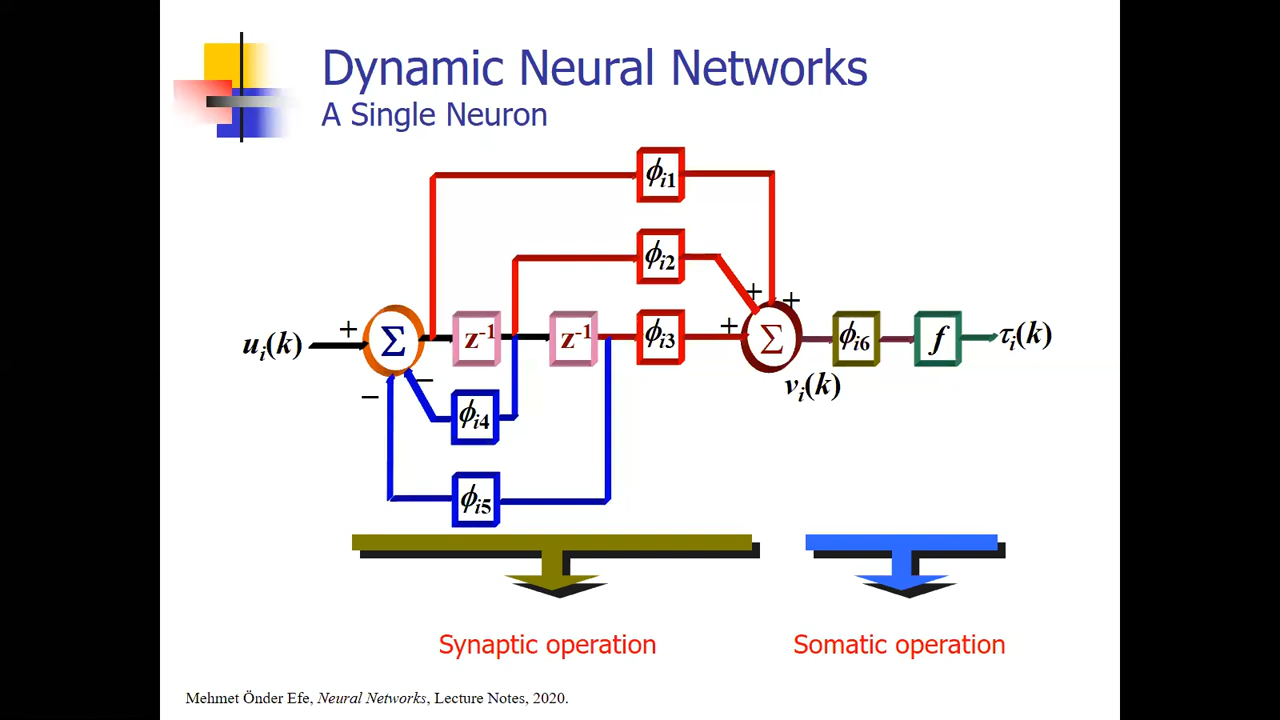 Dynamic Neural Networks
A Single Neuron
ϕi1
ϕi2
+ +
uᵢ(k) + Σ z⁻¹ z⁻¹ ϕi3 + Σ ϕi6 f τᵢ(k)
vᵢ(k)
−
− ϕi4
ϕi5
Synaptic operation Somatic operation
Mehmet Önder Efe, Neural Networks, Lecture Notes, 2020.